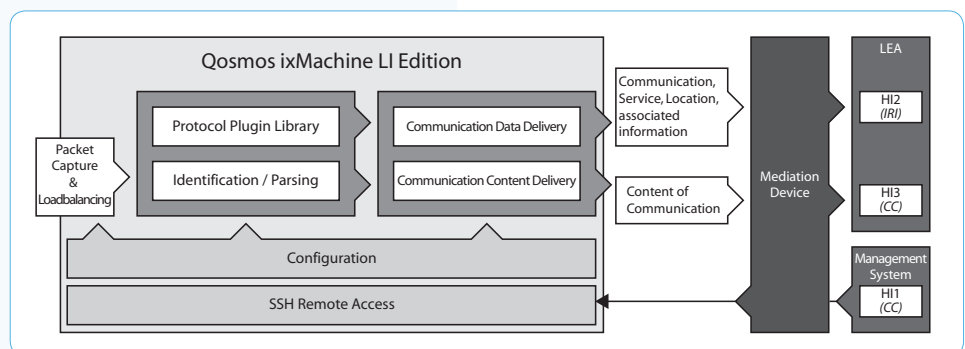 Qosmos ixMachine LI Edition
Packet
Capture
&
Loadbalancing
Protocol Plugin Library
Identification / Parsing
Communication Data Delivery
Communication Content Delivery
Configuration
SSH Remote Access
Communication,
Service, Location,
associated
information
Content of
Communication
Mediation
Device
LEA
HI2
(IRI)
HI3
(CC)
Management
System
HI1
(CC)